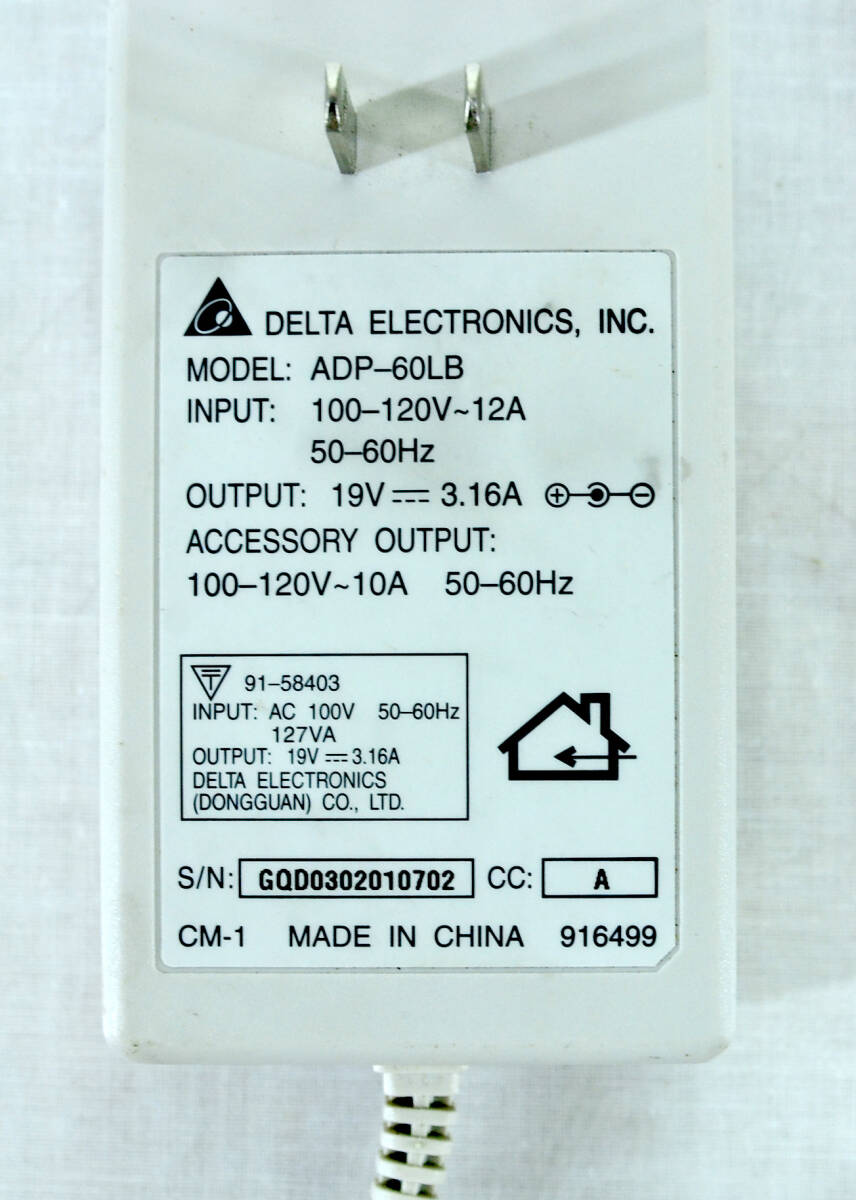 DELTA ELECTRONICS, INC.
MODEL: ADP–60LB
INPUT: 100–120V~12A
50–60Hz
OUTPUT: 19V⎓3.16A
ACCESSORY OUTPUT:
100–120V~10A 50–60Hz
T 91–58403
INPUT: AC 100V 50–60Hz
127VA
OUTPUT: 19V⎓3.16A
DELTA ELECTRONICS
(DONGGUAN) CO., LTD.
S/N: GQD0302010702 CC: A
CM-1 MADE IN CHINA 916499